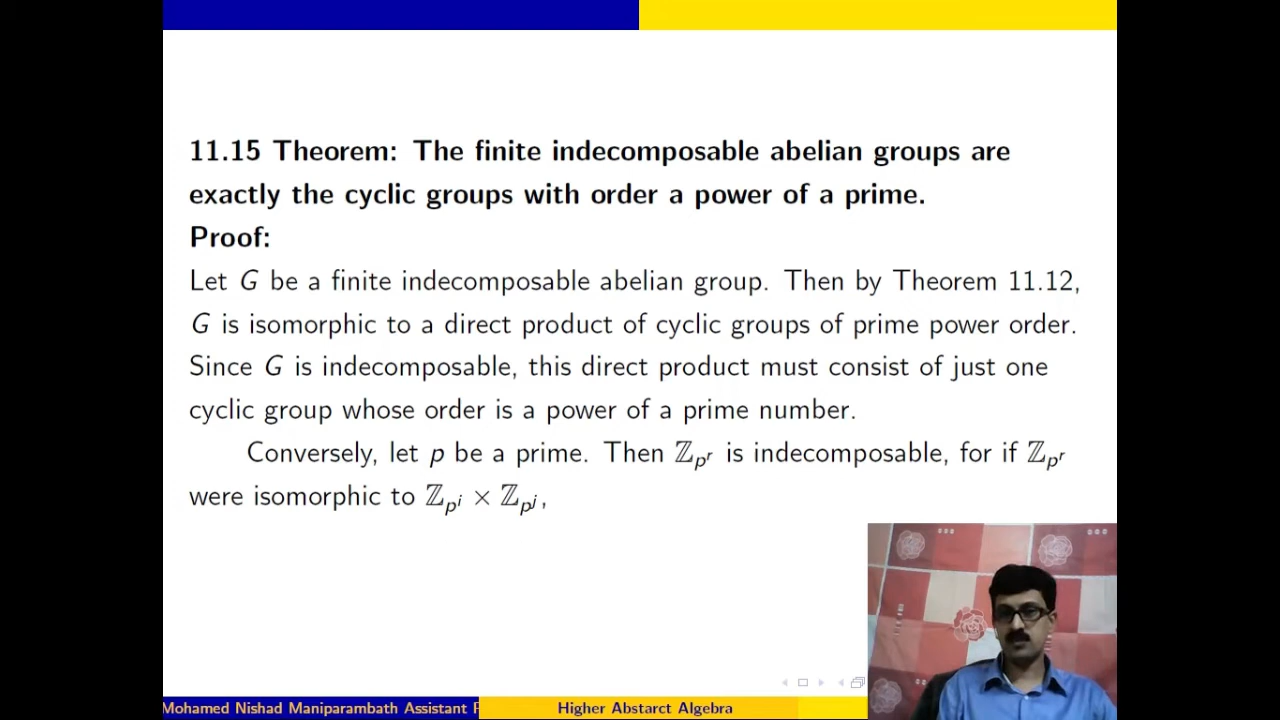 11.15 Theorem: The finite indecomposable abelian groups are
exactly the cyclic groups with order a power of a prime.
Proof:
Let G be a finite indecomposable abelian group. Then by Theorem 11.12,
G is isomorphic to a direct product of cyclic groups of prime power order.
Since G is indecomposable, this direct product must consist of just one
cyclic group whose order is a power of a prime number.
Conversely, let p be a prime. Then ℤ_{p^r} is indecomposable, for if ℤ_{p^r}
were isomorphic to ℤ_{p^i} × ℤ_{p^j},
Mohamed Nishad Maniparambath Assistant P Higher Abstarct Algebra